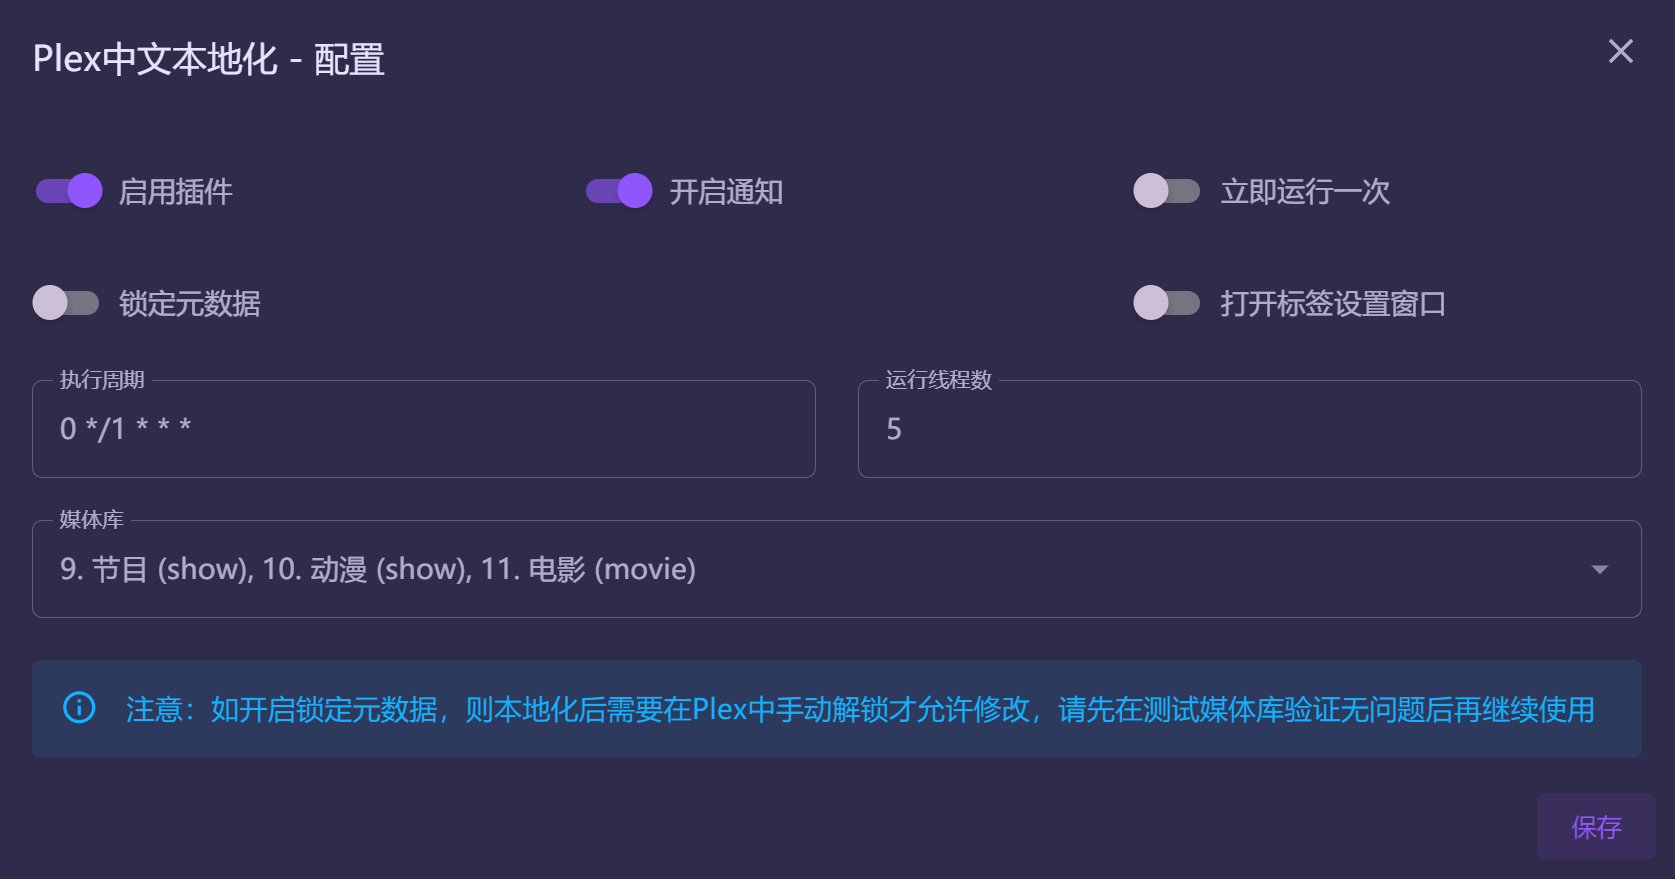 Plex中文本地化 - 配置
启用插件
开启通知
立即运行一次
锁定元数据
打开标签设置窗口
执行周期
0 */1 * * *
运行线程数
5
媒体库
9. 节目 (show), 10. 动漫 (show), 11. 电影 (movie)
注意：如开启锁定元数据，则本地化后需要在Plex中手动解锁才允许修改，请先在测试媒体库验证无问题后再继续使用
保存